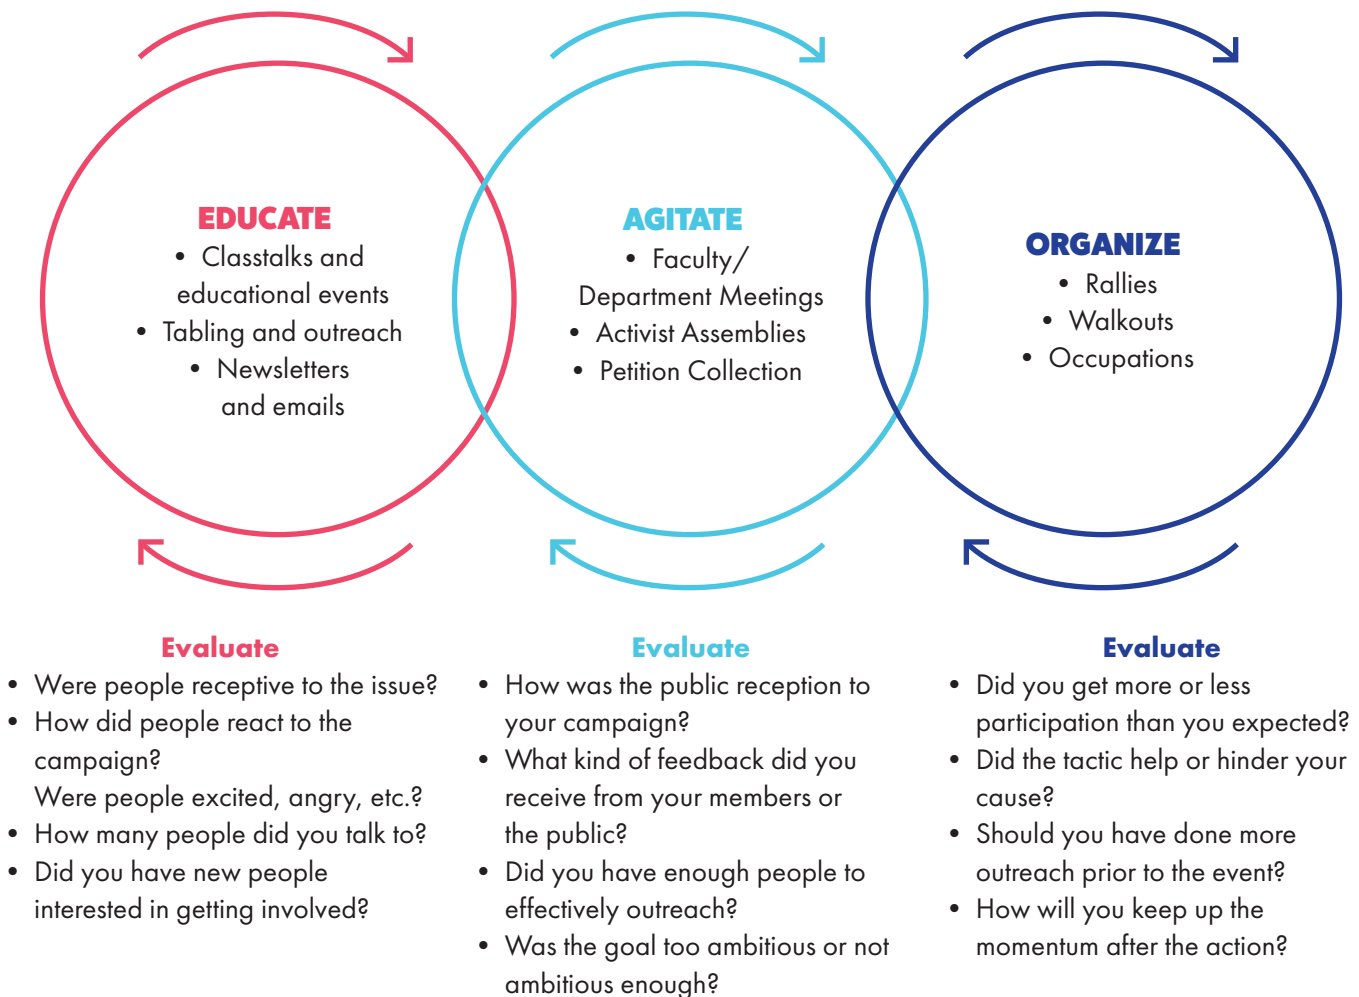 EDUCATE
• Classtalks and
educational events
• Tabling and outreach
• Newsletters
and emails
AGITATE
• Faculty/
Department Meetings
• Activist Assemblies
• Petition Collection
ORGANIZE
• Rallies
• Walkouts
• Occupations
Evaluate
• Were people receptive to the issue?
• How did people react to the
campaign?
Were people excited, angry, etc.?
• How many people did you talk to?
• Did you have new people
interested in getting involved?
Evaluate
• How was the public reception to
your campaign?
• What kind of feedback did you
receive from your members or
the public?
• Did you have enough people to
effectively outreach?
• Was the goal too ambitious or not
ambitious enough?
Evaluate
• Did you get more or less
participation than you expected?
• Did the tactic help or hinder your
cause?
• Should you have done more
outreach prior to the event?
• How will you keep up the
momentum after the action?